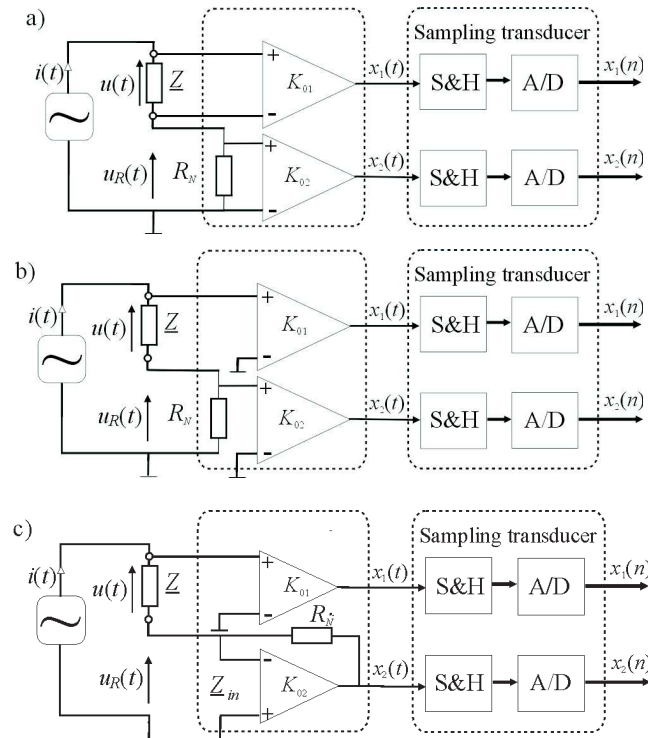 a)
Sampling transducer
i(t)
u(t)
Z
+
-
K01
x1(t)
S&H
A/D
x1(n)
uR(t)
RN
+
-
K02
x2(t)
S&H
A/D
x2(n)
b)
Sampling transducer
i(t)
u(t)
Z
+
-
K01
x1(t)
S&H
A/D
x1(n)
uR(t)
RN
+
-
K02
x2(t)
S&H
A/D
x2(n)
c)
Sampling transducer
i(t)
u(t)
Z
+
-
K01
x1(t)
S&H
A/D
x1(n)
RN
uR(t)
Zin
-
+
K02
x2(t)
S&H
A/D
x2(n)